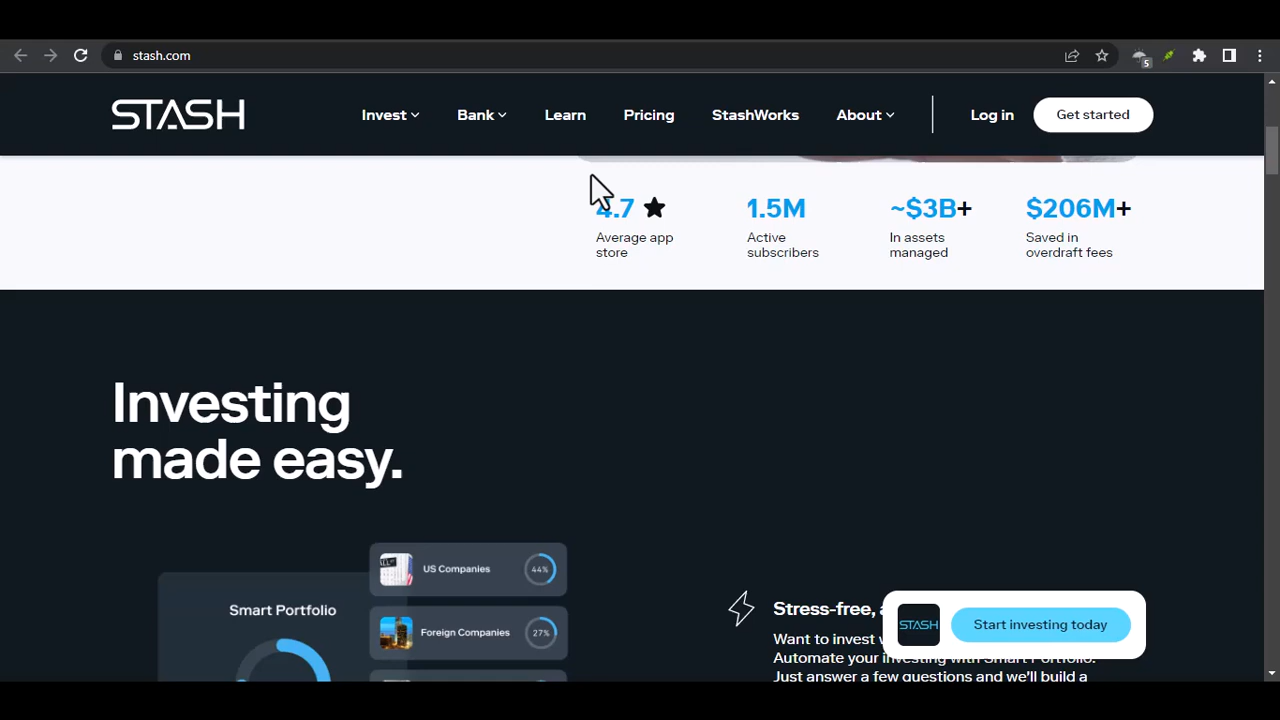 stash.com
5
STASH
Invest
Bank
Learn
Pricing
StashWorks
About
Log in
Get started
4.7
1.5M
~$3B+
$206M+
Average app
store
Active
subscribers
In assets
managed
Saved in
overdraft fees
Investing
made easy.
Smart Portfolio
US Companies
44%
Foreign Companies
27%
Stress-free,
Want to invest
Automate your investing with Smart Portfolio.
Just answer a few questions and we'll build a
STASH
Start investing today